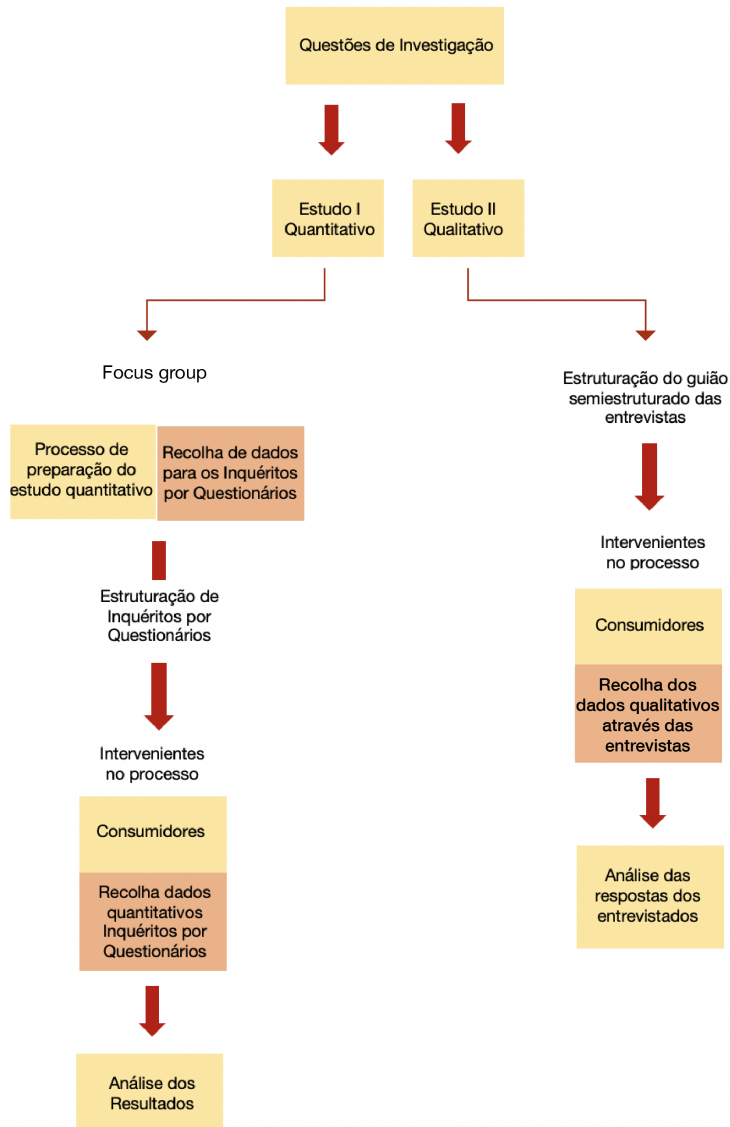 Questões de Investigação
Estudo I
Quantitativo
Estudo II
Qualitativo
Focus group
Processo de
preparação do
estudo quantitativo
Recolha de dados
para os Inquéritos
por Questionários
Estruturação de
Inquéritos por
Questionários
Intervenientes
no processo
Consumidores
Recolha dados
quantitativos
Inquéritos por
Questionários
Análise dos
Resultados
Estruturação do guião
semiestruturado das
entrevistas
Intervenientes
no processo
Consumidores
Recolha dos
dados qualitativos
através das
entrevistas
Análise das
respostas dos
entrevistados